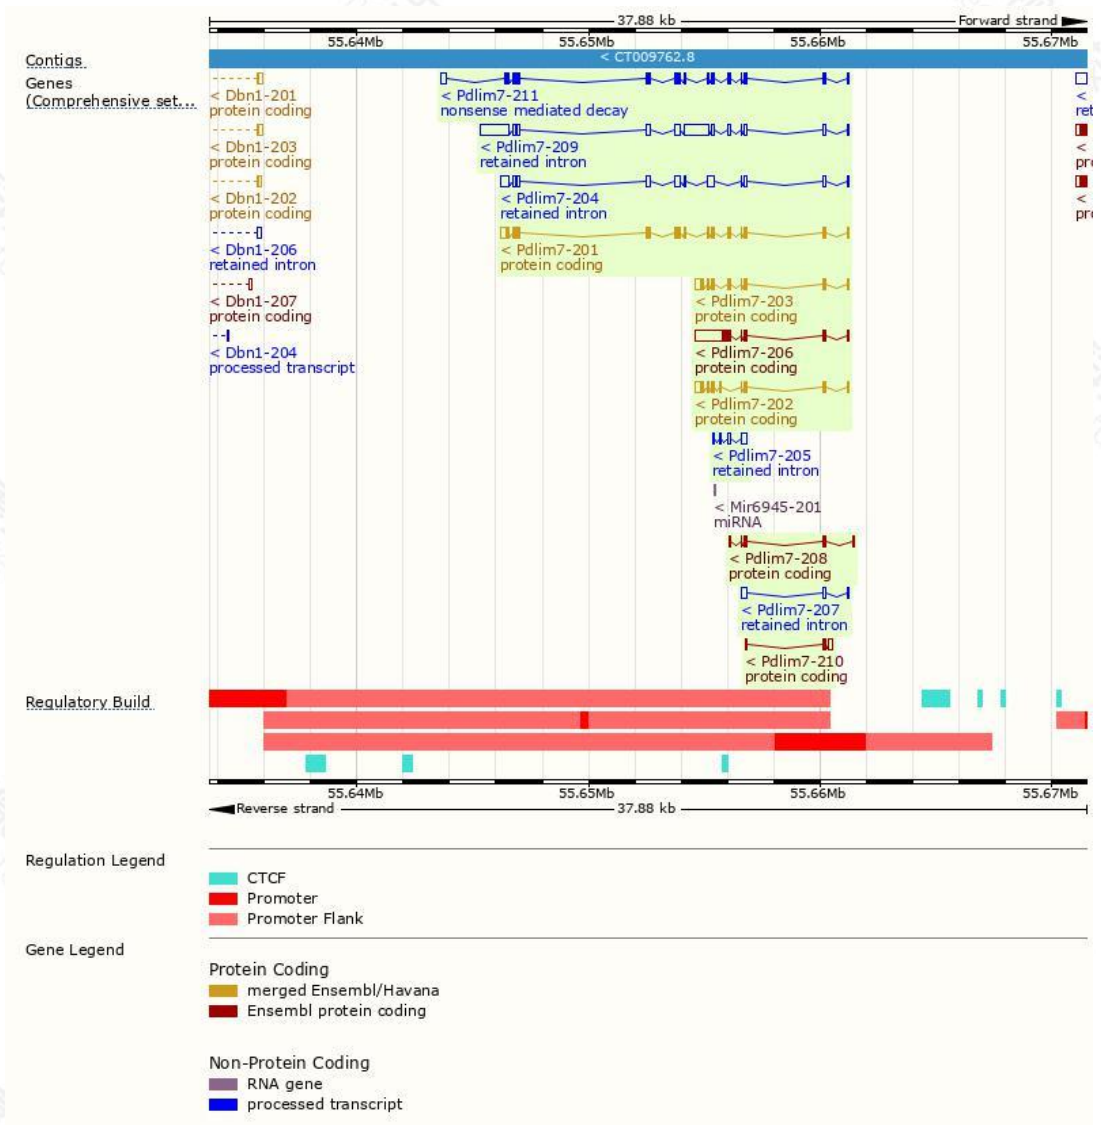 37.88 kb Forward strand
55.64Mb 55.65Mb 55.66Mb 55.67Mb
Contigs < CT009762.8
Genes
(Comprehensive set...
< Dbn1-201
protein coding
< Pdlim7-211
nonsense mediated decay
<
ret
< Dbn1-203
protein coding
< Pdlim7-209
retained intron
<
pro
< Dbn1-202
protein coding
< Pdlim7-204
retained intron
<
pro
< Dbn1-206
retained intron
< Pdlim7-201
protein coding
< Dbn1-207
protein coding
< Pdlim7-203
protein coding
< Dbn1-204
processed transcript
< Pdlim7-206
protein coding
< Pdlim7-202
protein coding
< Pdlim7-205
retained intron
< Mir6945-201
miRNA
< Pdlim7-208
protein coding
< Pdlim7-207
retained intron
< Pdlim7-210
protein coding
Regulatory Build
55.64Mb 55.65Mb 55.66Mb 55.67Mb
Reverse strand 37.88 kb
Regulation Legend
CTCF
Promoter
Promoter Flank
Gene Legend
Protein Coding
merged Ensembl/Havana
Ensembl protein coding
Non-Protein Coding
RNA gene
processed transcript